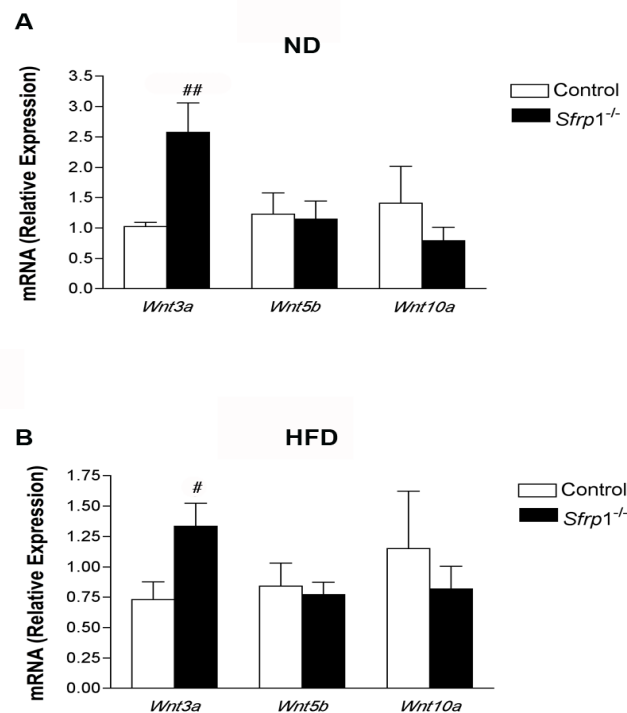 A
ND
mRNA (Relative Expression)
3.5
3.0
2.5
2.0
1.5
1.0
0.5
0.0
##
Control
Sfrp1-/-
Wnt3a Wnt5b Wnt10a
B
HFD
mRNA (Relative Expression)
1.75
1.50
1.25
1.00
0.75
0.50
0.25
0.00
#
Control
Sfrp1-/-
Wnt3a Wnt5b Wnt10a